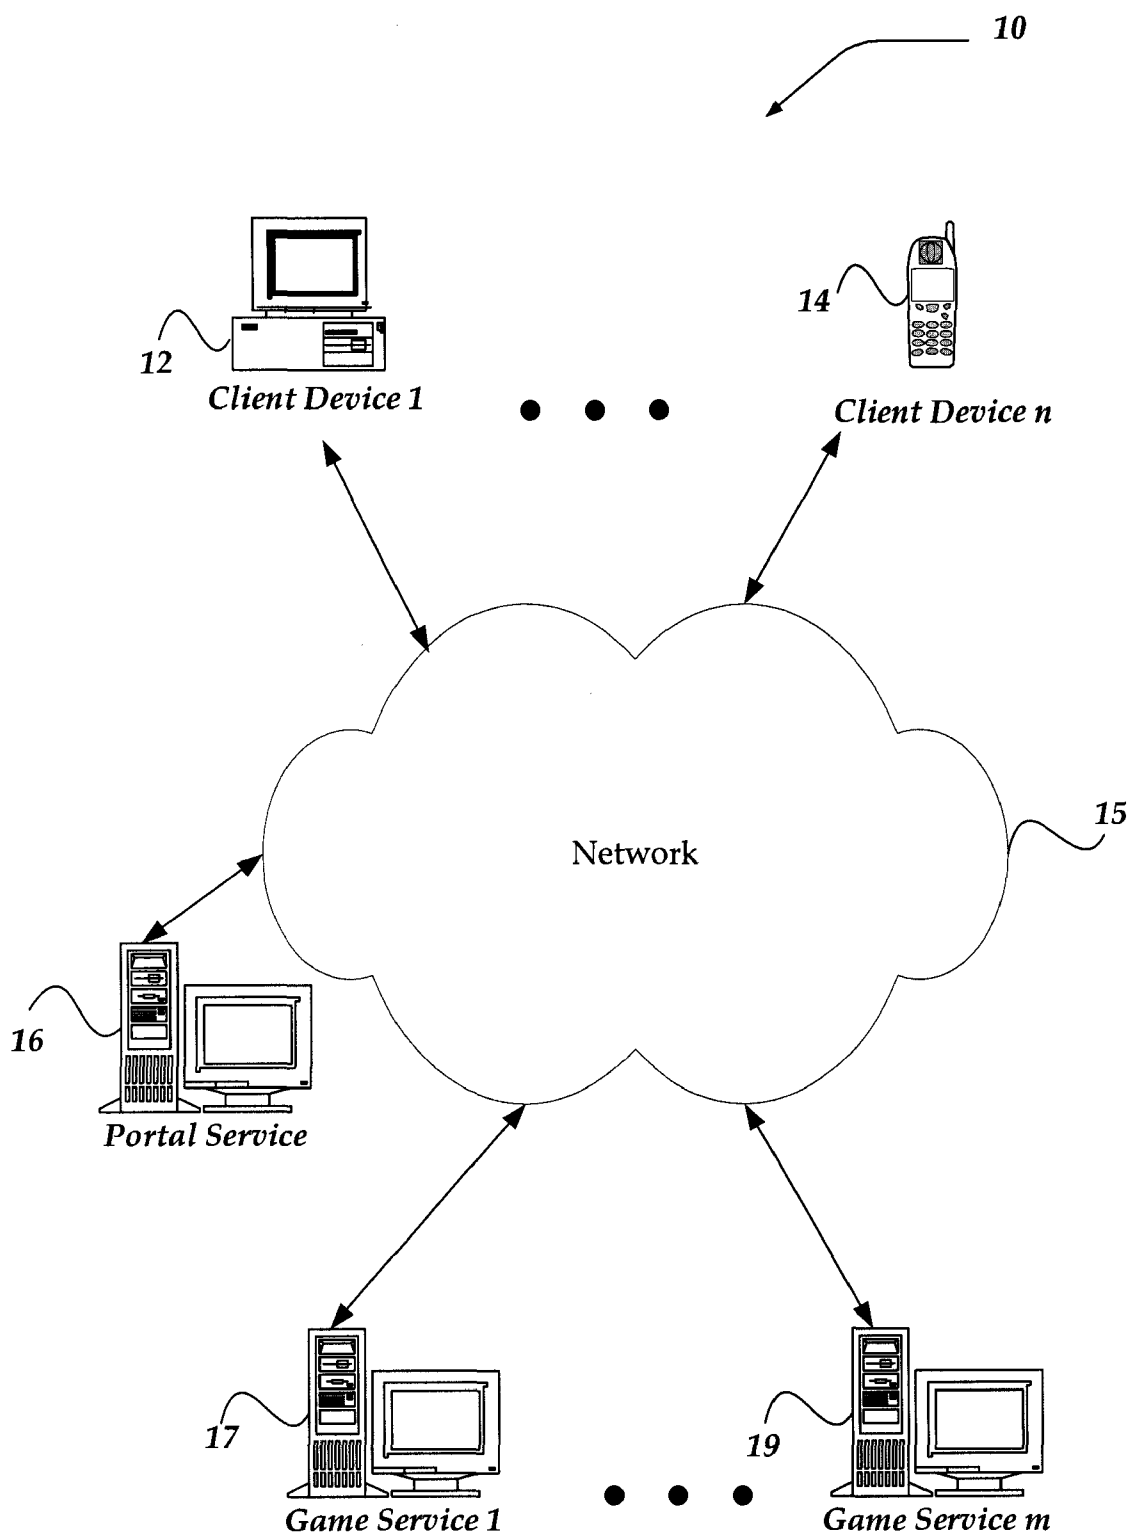 10
14
12
Client Device 1
Client Device n
15
Network
16
Portal Service
17
19
Game Service 1
Game Service m